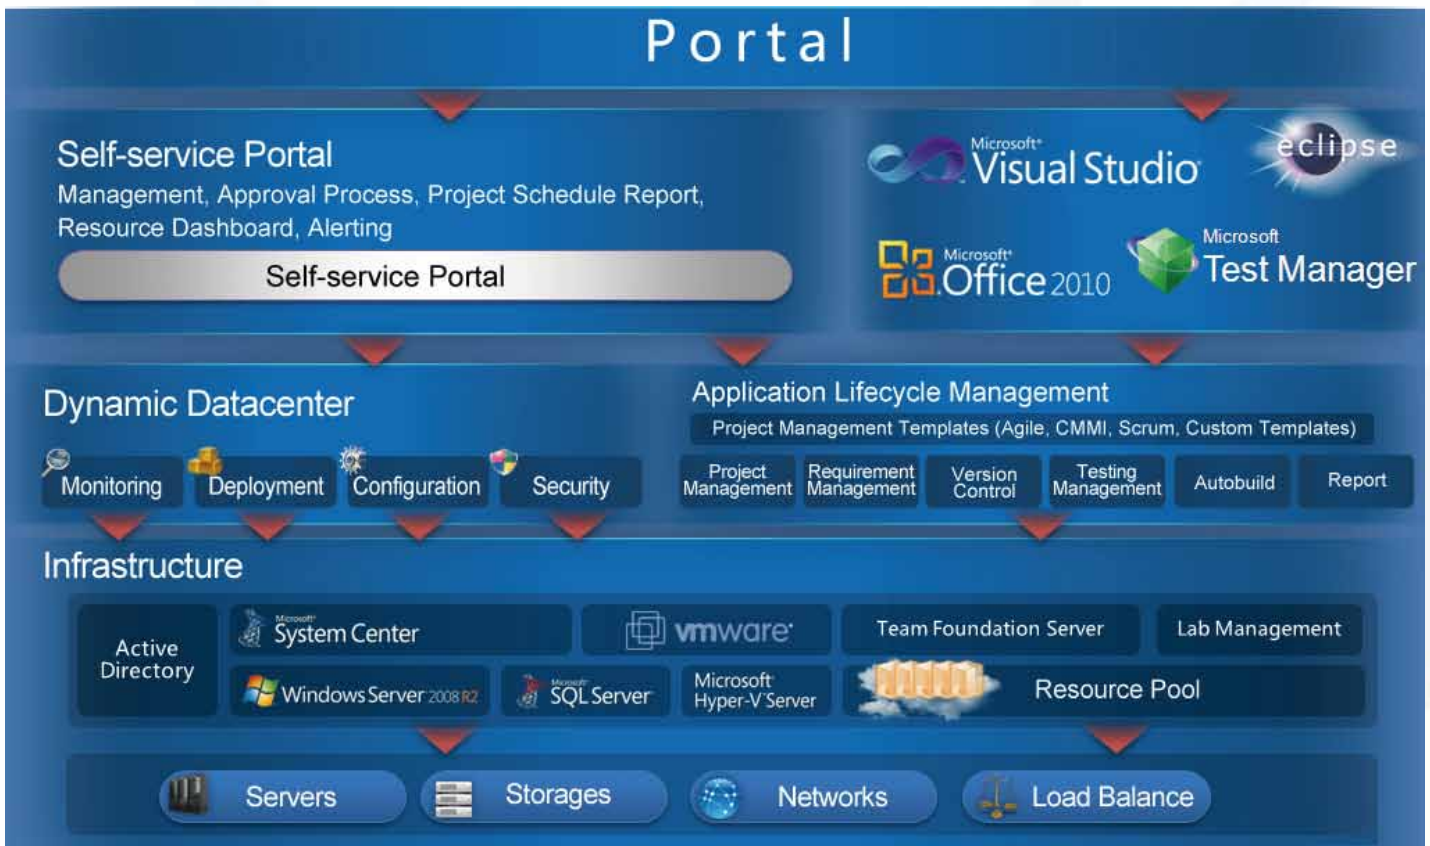 Portal
Self-service Portal
Management, Approval Process, Project Schedule Report,
Resource Dashboard, Alerting
Self-service Portal
Microsoft®
Visual Studio
eclipse
Microsoft®
Office 2010
Microsoft
Test Manager
Dynamic Datacenter
Monitoring
Deployment
Configuration
Security
Application Lifecycle Management
Project Management Templates (Agile, CMMI, Scrum, Custom Templates)
Project
Management
Requirement
Management
Version
Control
Testing
Management
Autobuild
Report
Infrastructure
Active
Directory
Microsoft®
System Center
vmware®
Team Foundation Server
Lab Management
Windows Server 2008 R2
Microsoft®
SQL Server
Microsoft®
Hyper-V™Server
Resource Pool
Servers
Storages
Networks
Load Balance